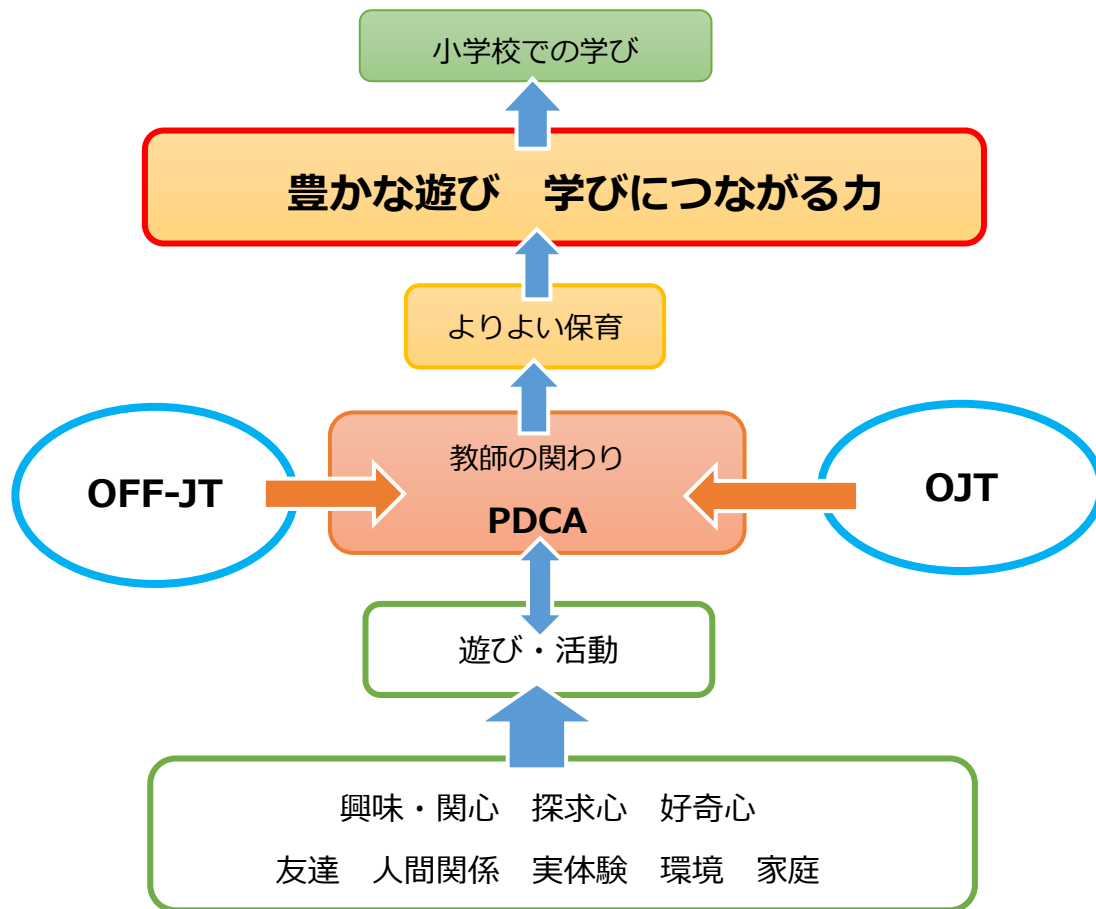 小学校での学び
豊かな遊び　学びにつながる力
よりよい保育
教師の関わり
OFF-JT
OJT
PDCA
遊び・活動
興味・関心　探求心　好奇心
友達　人間関係　実体験　環境　家庭